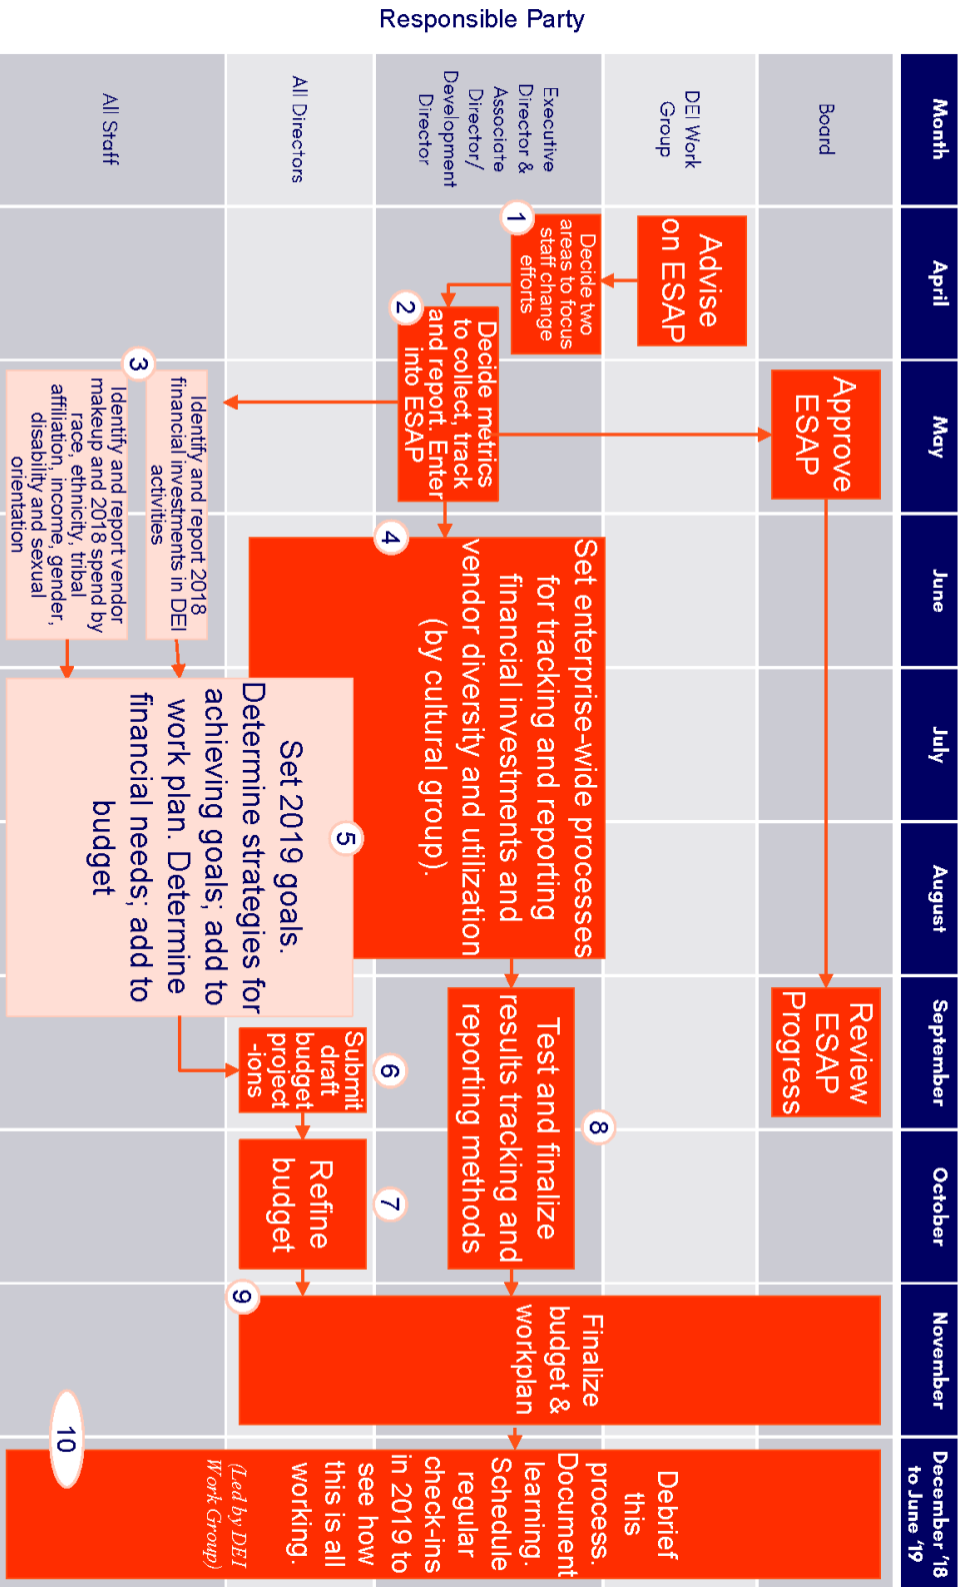 Responsible Party
Month
April
May
June
July
August
September
October
November
December ’18
to June ’19
Board
Approve
ESAP
Review
ESAP
Progress
DEI Work
Group
Advise
on ESAP
Executive
Director &
Associate
Director/
Development
Director
1
Decide two
areas to focus
staff change
efforts
2
Decide metrics
to collect, track
and report. Enter
into ESAP
4
Set enterprise-wide processes
for tracking and reporting
financial investments and
vendor diversity and utilization
(by cultural group).
8
Test and finalize
results tracking and
reporting methods
All Directors
6
Submit
draft
budget
project
-ions
7
Refine
budget
9
Finalize
budget &
workplan
All Staff
3
Identify and report 2018
financial investments in DEI
activities
Identify and report vendor
makeup and 2018 spend by
race, ethnicity, tribal
affiliation, income, gender,
disability and sexual
orientation
5
Set 2019 goals.
Determine strategies for
achieving goals; add to
work plan. Determine
financial needs; add to
budget
10
Debrief
this
process.
Document
learning.
Schedule
regular
check-ins
in 2019 to
see how
this is all
working.
(Led by DEI
Work Group)